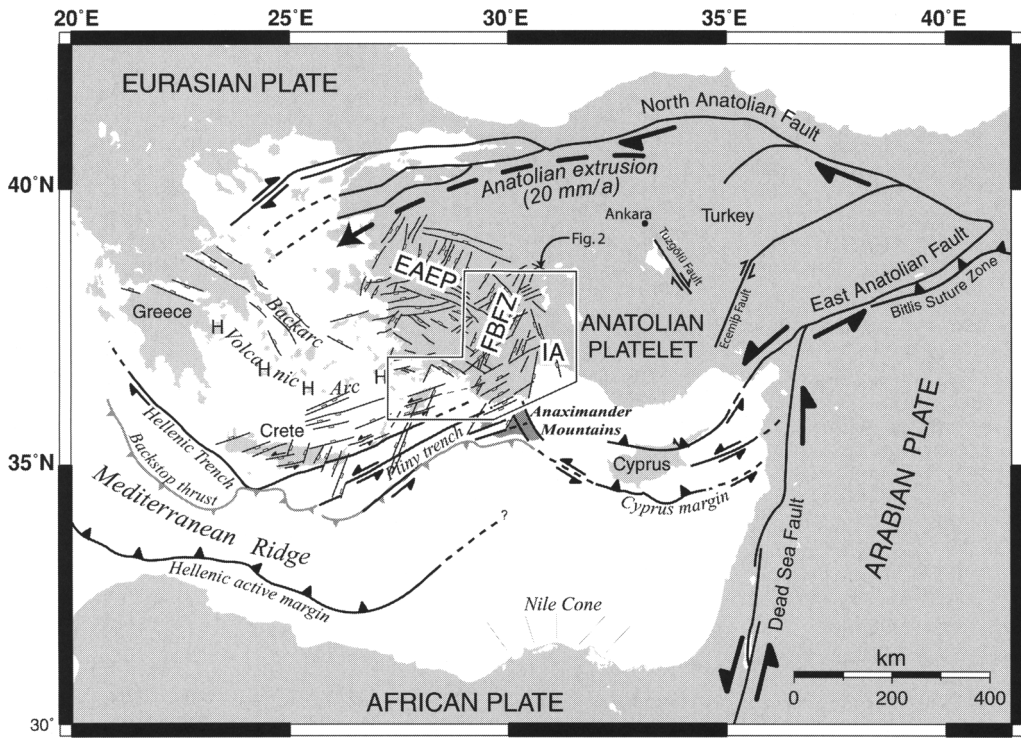 20°E
30°E
35°E
40°E
EURASIAN PLATE
North Anatolian Fault
40°N
Anatolian extrusion
(20 mm/a)
Ankara
Turkey
Fig.2
Tuzgölü Fault
EAEP
East Anatolian Fault
Bitlis Suture Zone
Ecemip Fault
FBFZ
Greece
Backarc
H
Volca
H
nic
H
Arc
H
ANATOLIAN
PLATELET
IA
Anaximander
Mountains
Hellenic Trench
Crete
Pliny trench
Backstop thrust
Cyprus
35°N
Cyprus margin
Mediterranean Ridge
?
ARABIAN PLATE
Hellenic active margin
Dead Sea Fault
Nile Cone
km
0
200
400
AFRICAN PLATE
30°